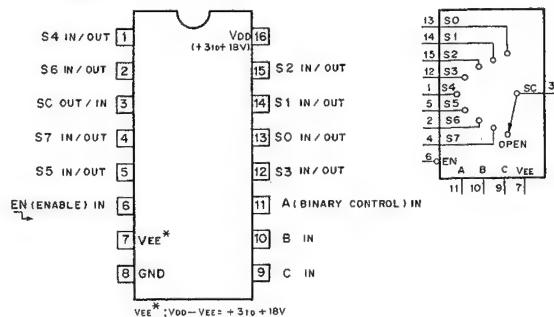 S4 IN/OUT 1
S6 IN/OUT 2
SC OUT/IN 3
S7 IN/OUT 4
S5 IN/OUT 5
EN (ENABLE) IN 6
7 VEE*
8 GND
VDD 16
(+3 TO +18V)
15 S2 IN/OUT
14 S1 IN/OUT
13 S0 IN/OUT
12 S3 IN/OUT
11 A (BINARY CONTROL) IN
10 B IN
9 C IN
VEE* : VDD-VEE = +3 TO +18V
13 S0
14 S1
15 S2
12 S3
1 S4
5 S5
2 S6
4 S7
SC 3
OPEN
6 EN
A B C VEE
11 10 9 7